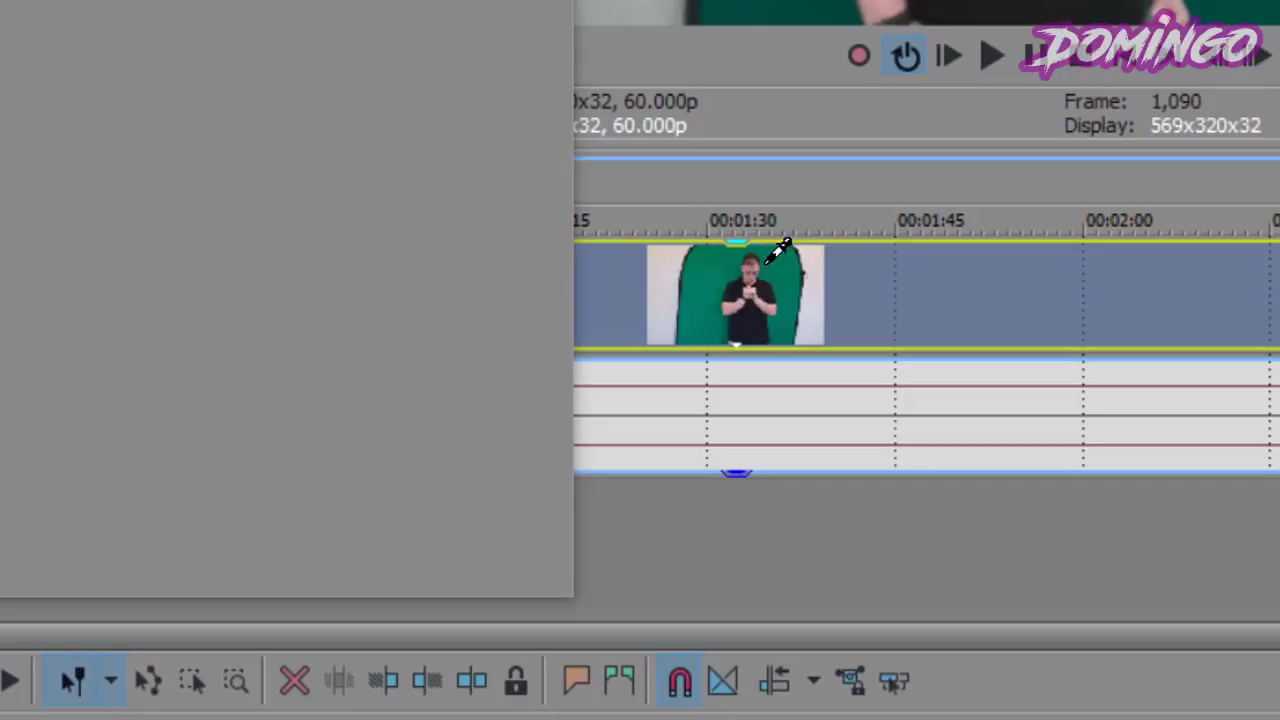 DOMINGO
0x32, 60.000p
Frame: 1,090
x32, 60.000p
Display: 569x320x32
15
00:01:30
00:01:45
00:02:00